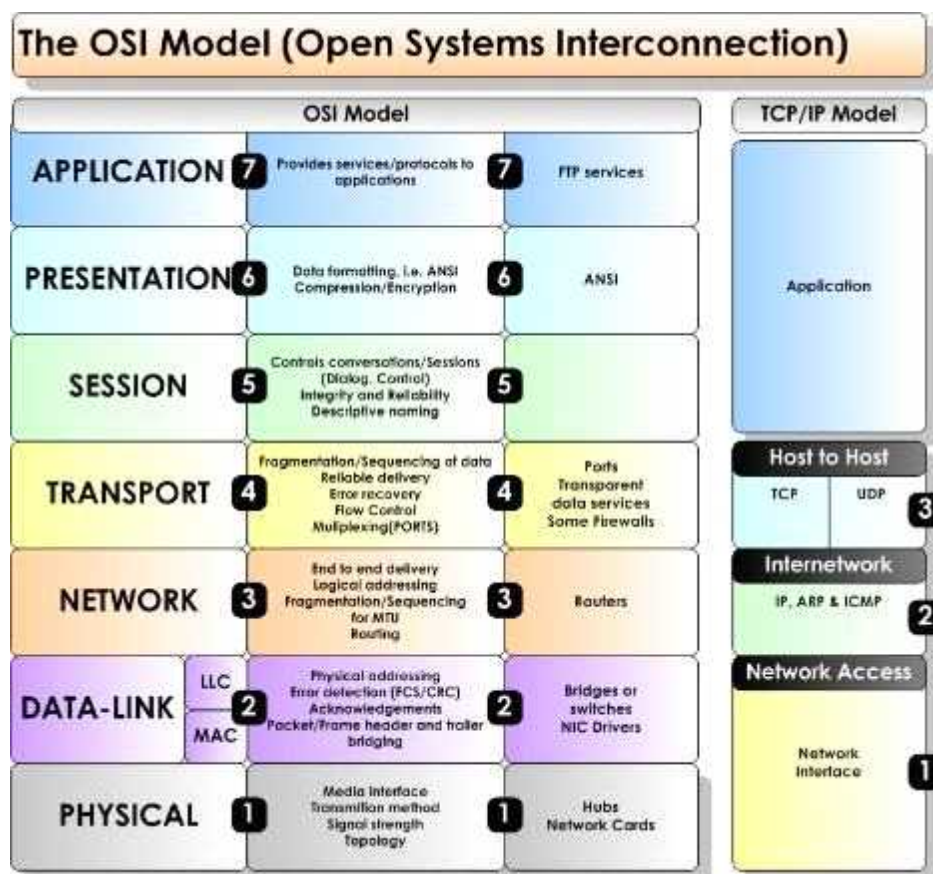 The OSI Model (Open Systems Interconnection)
OSI Model
APPLICATION
7
Provides services/protocols to
applications
7
FTP services
PRESENTATION
6
Data formatting, i.e. ANSI
Compression/Encryption
6
ANSI
SESSION
5
Controls conversations/Sessions
(Dialog. Control)
Integrity and Reliability
Descriptive naming
5
TRANSPORT
4
Fragmentation/Sequencing of data
Reliable delivery
Error recovery
Flow Control
Muliplexing(PORTS)
4
Ports
Transparent
data services
Some Firewalls
NETWORK
3
End to end delivery
Logical addressing
Fragmentation/Sequencing
for MTU
Routing
3
Routers
DATA-LINK
LLC
MAC
2
Physical addressing
Error detection (FCS/CRC)
Acknowledgements
Packet/Frame header and trailer
bridging
2
Bridges or
switches
NIC Drivers
PHYSICAL
1
Media interface
Transmition method
Signal strength
Topology
1
Hubs
Network Cards
TCP/IP Model
Application
Host to Host
TCP
UDP
3
Internetwork
IP, ARP & ICMP
2
Network Access
Network
Interface
1